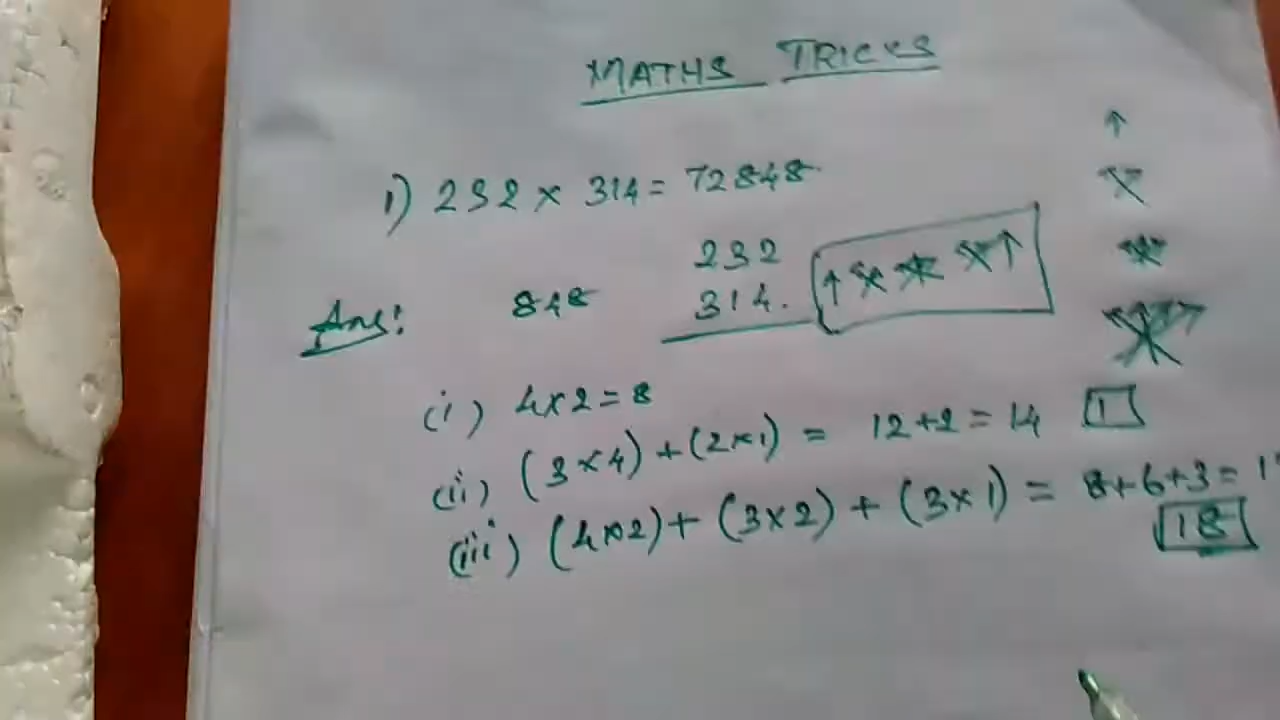 MATHS TRICKS
1) 232 × 314 = 72848
232
Ans: 848 314.
(i) 4×2=8
(ii) (3×4)+(2×1) = 12+2=14 1
(iii) (4×2)+(3×2)+(3×1) = 8+6+3=
18